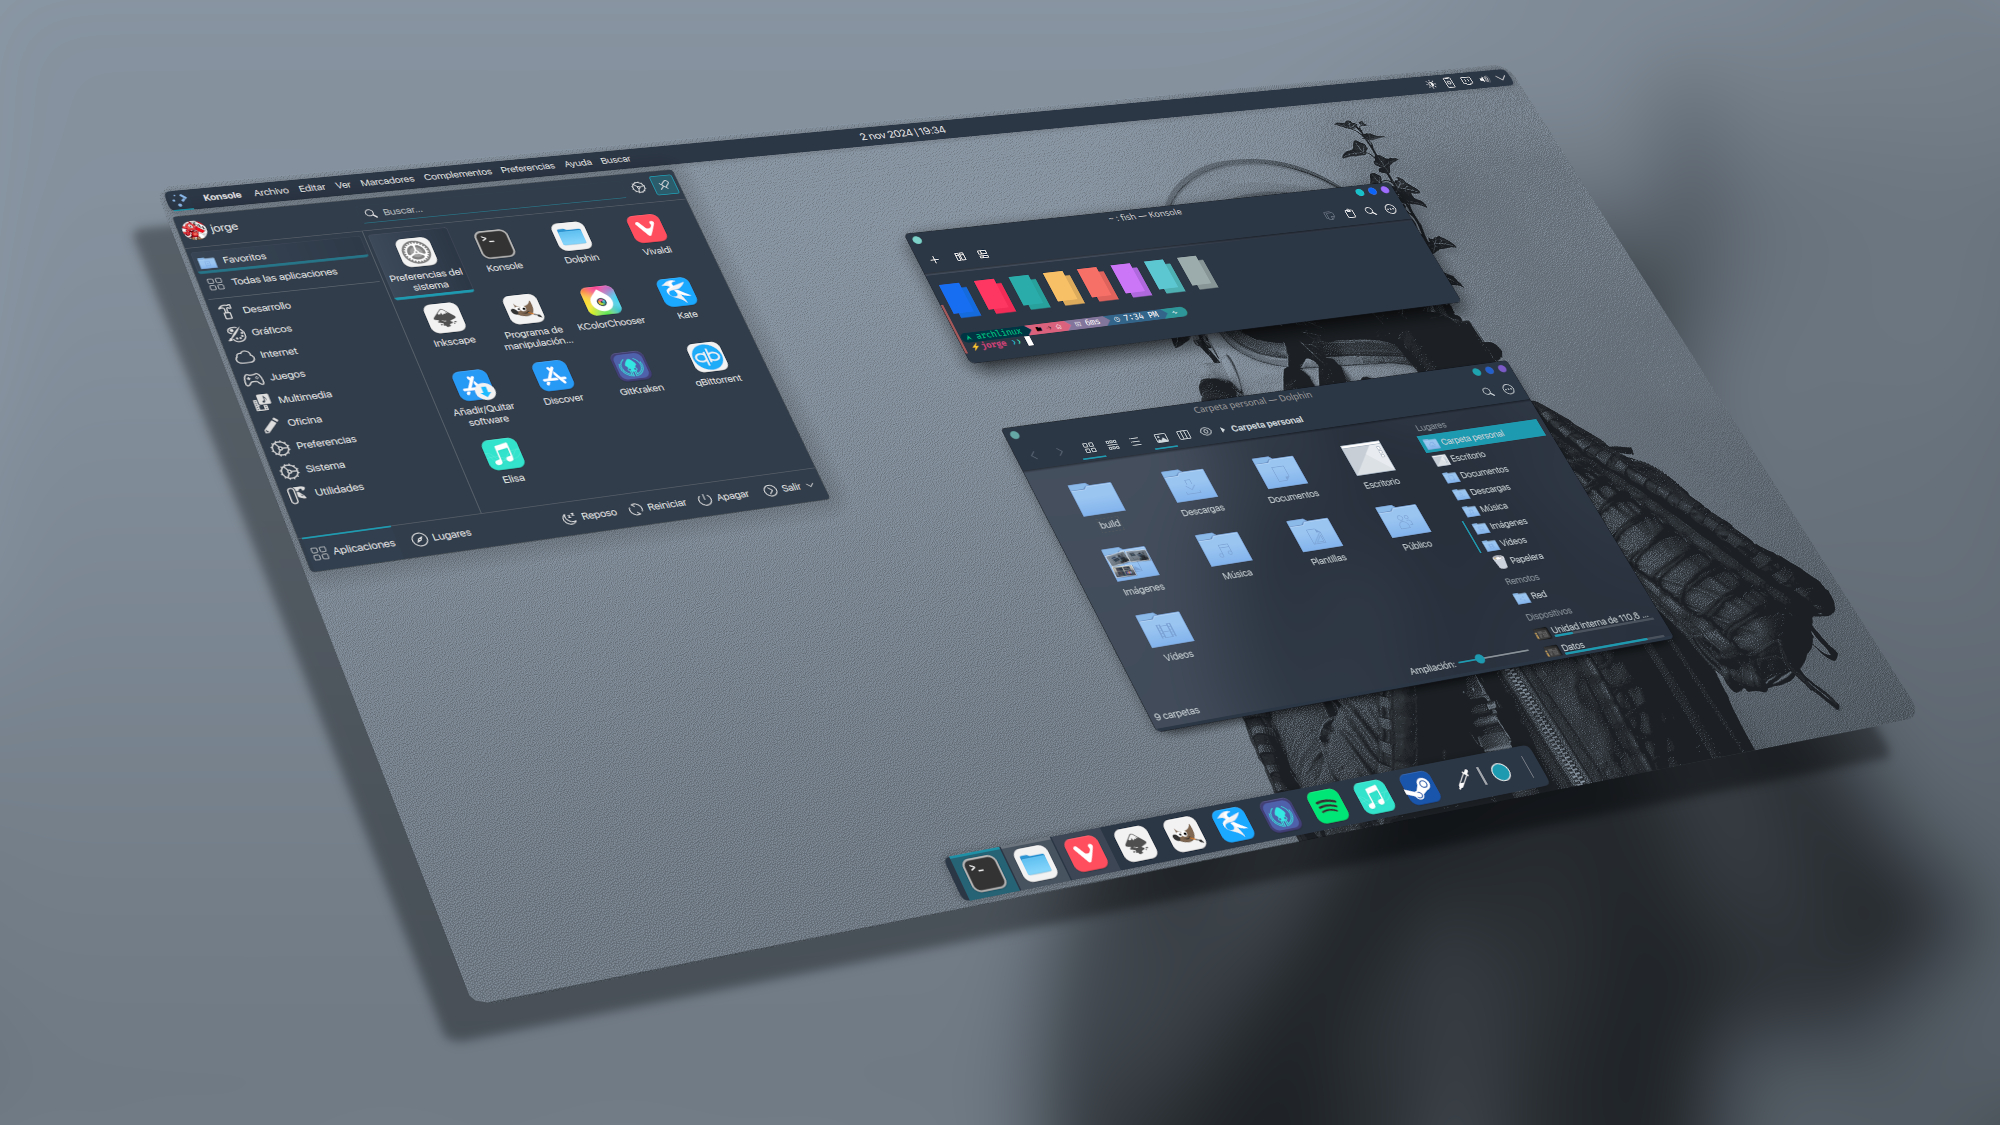 Konsole Archivo Editar Ver Marcadores Complementos Preferencias Ayuda Buscar
2 nov 2024 | 19:34
jorge
Buscar...
Favoritos
Todas las aplicaciones
Desarrollo
Gráficos
Internet
Juegos
Multimedia
Oficina
Preferencias
Sistema
Utilidades
Preferencias del
sistema
Konsole
Dolphin
Vivaldi
Inkscape
Programa de
manipulación...
KColorChooser
Kate
Añadir/Quitar
software
Discover
GitKraken
qBittorrent
Elisa
Aplicaciones
Lugares
Reposo
Reiniciar
Apagar
Salir
~ : fish — Konsole
archlinux 6ms 7:34 PM ~
jorge
Carpeta personal — Dolphin
Carpeta personal
build
Descargas
Documentos
Escritorio
Imágenes
Música
Plantillas
Público
Vídeos
Lugares
Carpeta personal
Escritorio
Documentos
Descargas
Música
Imágenes
Vídeos
Papelera
Remotos
Red
Dispositivos
Unidad interna de 110,8 ...
Datos
9 carpetas
Ampliación: